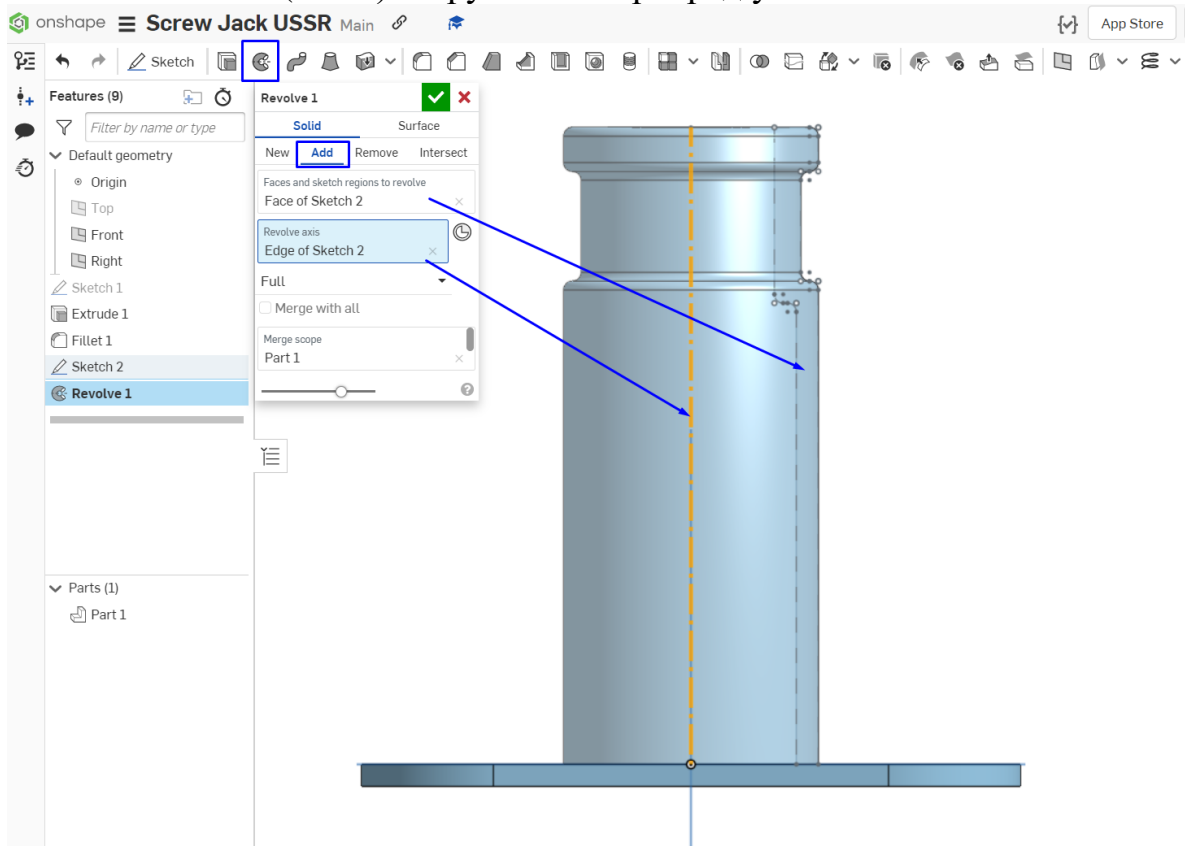 onshape Screw Jack USSR Main
App Store
Sketch
Features (9)
Filter by name or type
Default geometry
Origin
Top
Front
Right
Sketch 1
Extrude 1
Fillet 1
Sketch 2
Revolve 1
Parts (1)
Part 1
Revolve 1
Solid Surface
New Add Remove Intersect
Faces and sketch regions to revolve
Face of Sketch 2
Revolve axis
Edge of Sketch 2
Full
Merge with all
Merge scope
Part 1